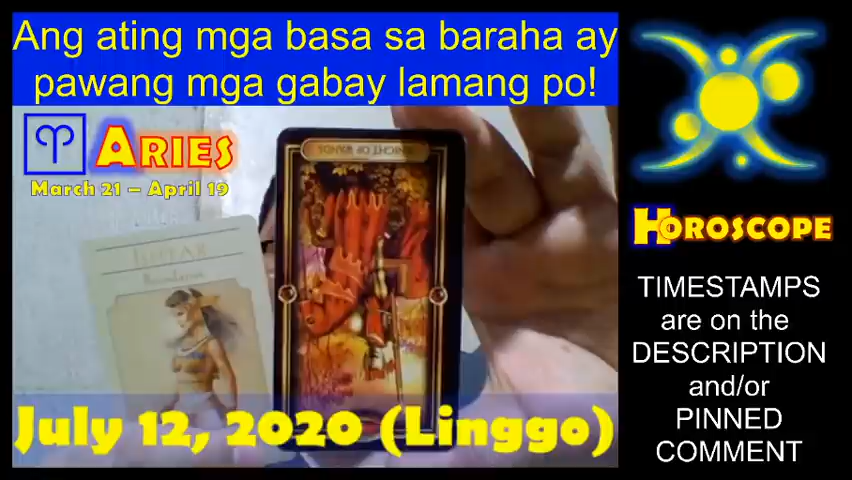 Ang ating mga basa sa baraha ay
pawang mga gabay lamang po!
ARIES
March 21 – April 19
KNIGHT OF WANDS
ISHTAR
July 12, 2020 (Linggo)
HOROSCOPE
TIMESTAMPS
are on the
DESCRIPTION
and/or
PINNED
COMMENT